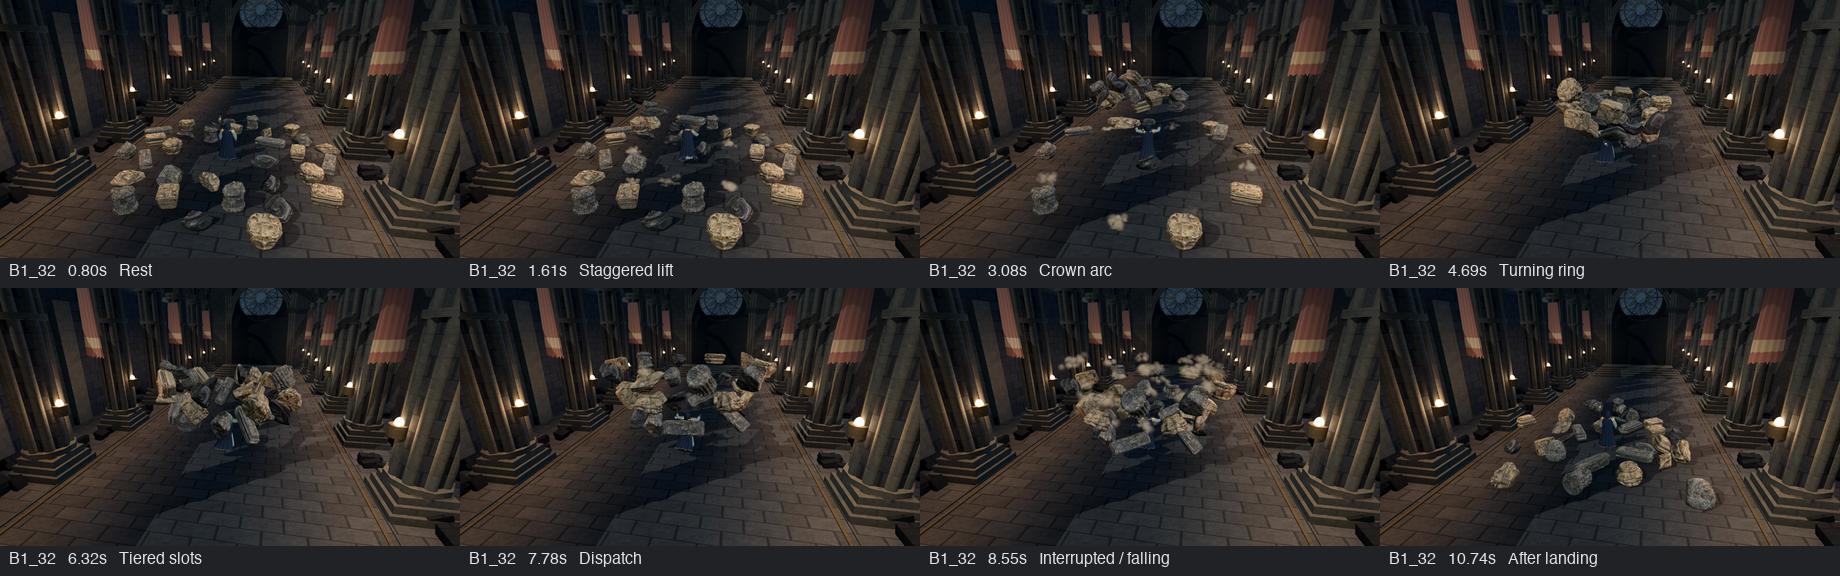 B1_32 0.80s Rest
B1_32 1.61s Staggered lift
B1_32 3.08s Crown arc
B1_32 4.69s Turning ring
B1_32 6.32s Tiered slots
B1_32 7.78s Dispatch
B1_32 8.55s Interrupted / falling
B1_32 10.74s After landing